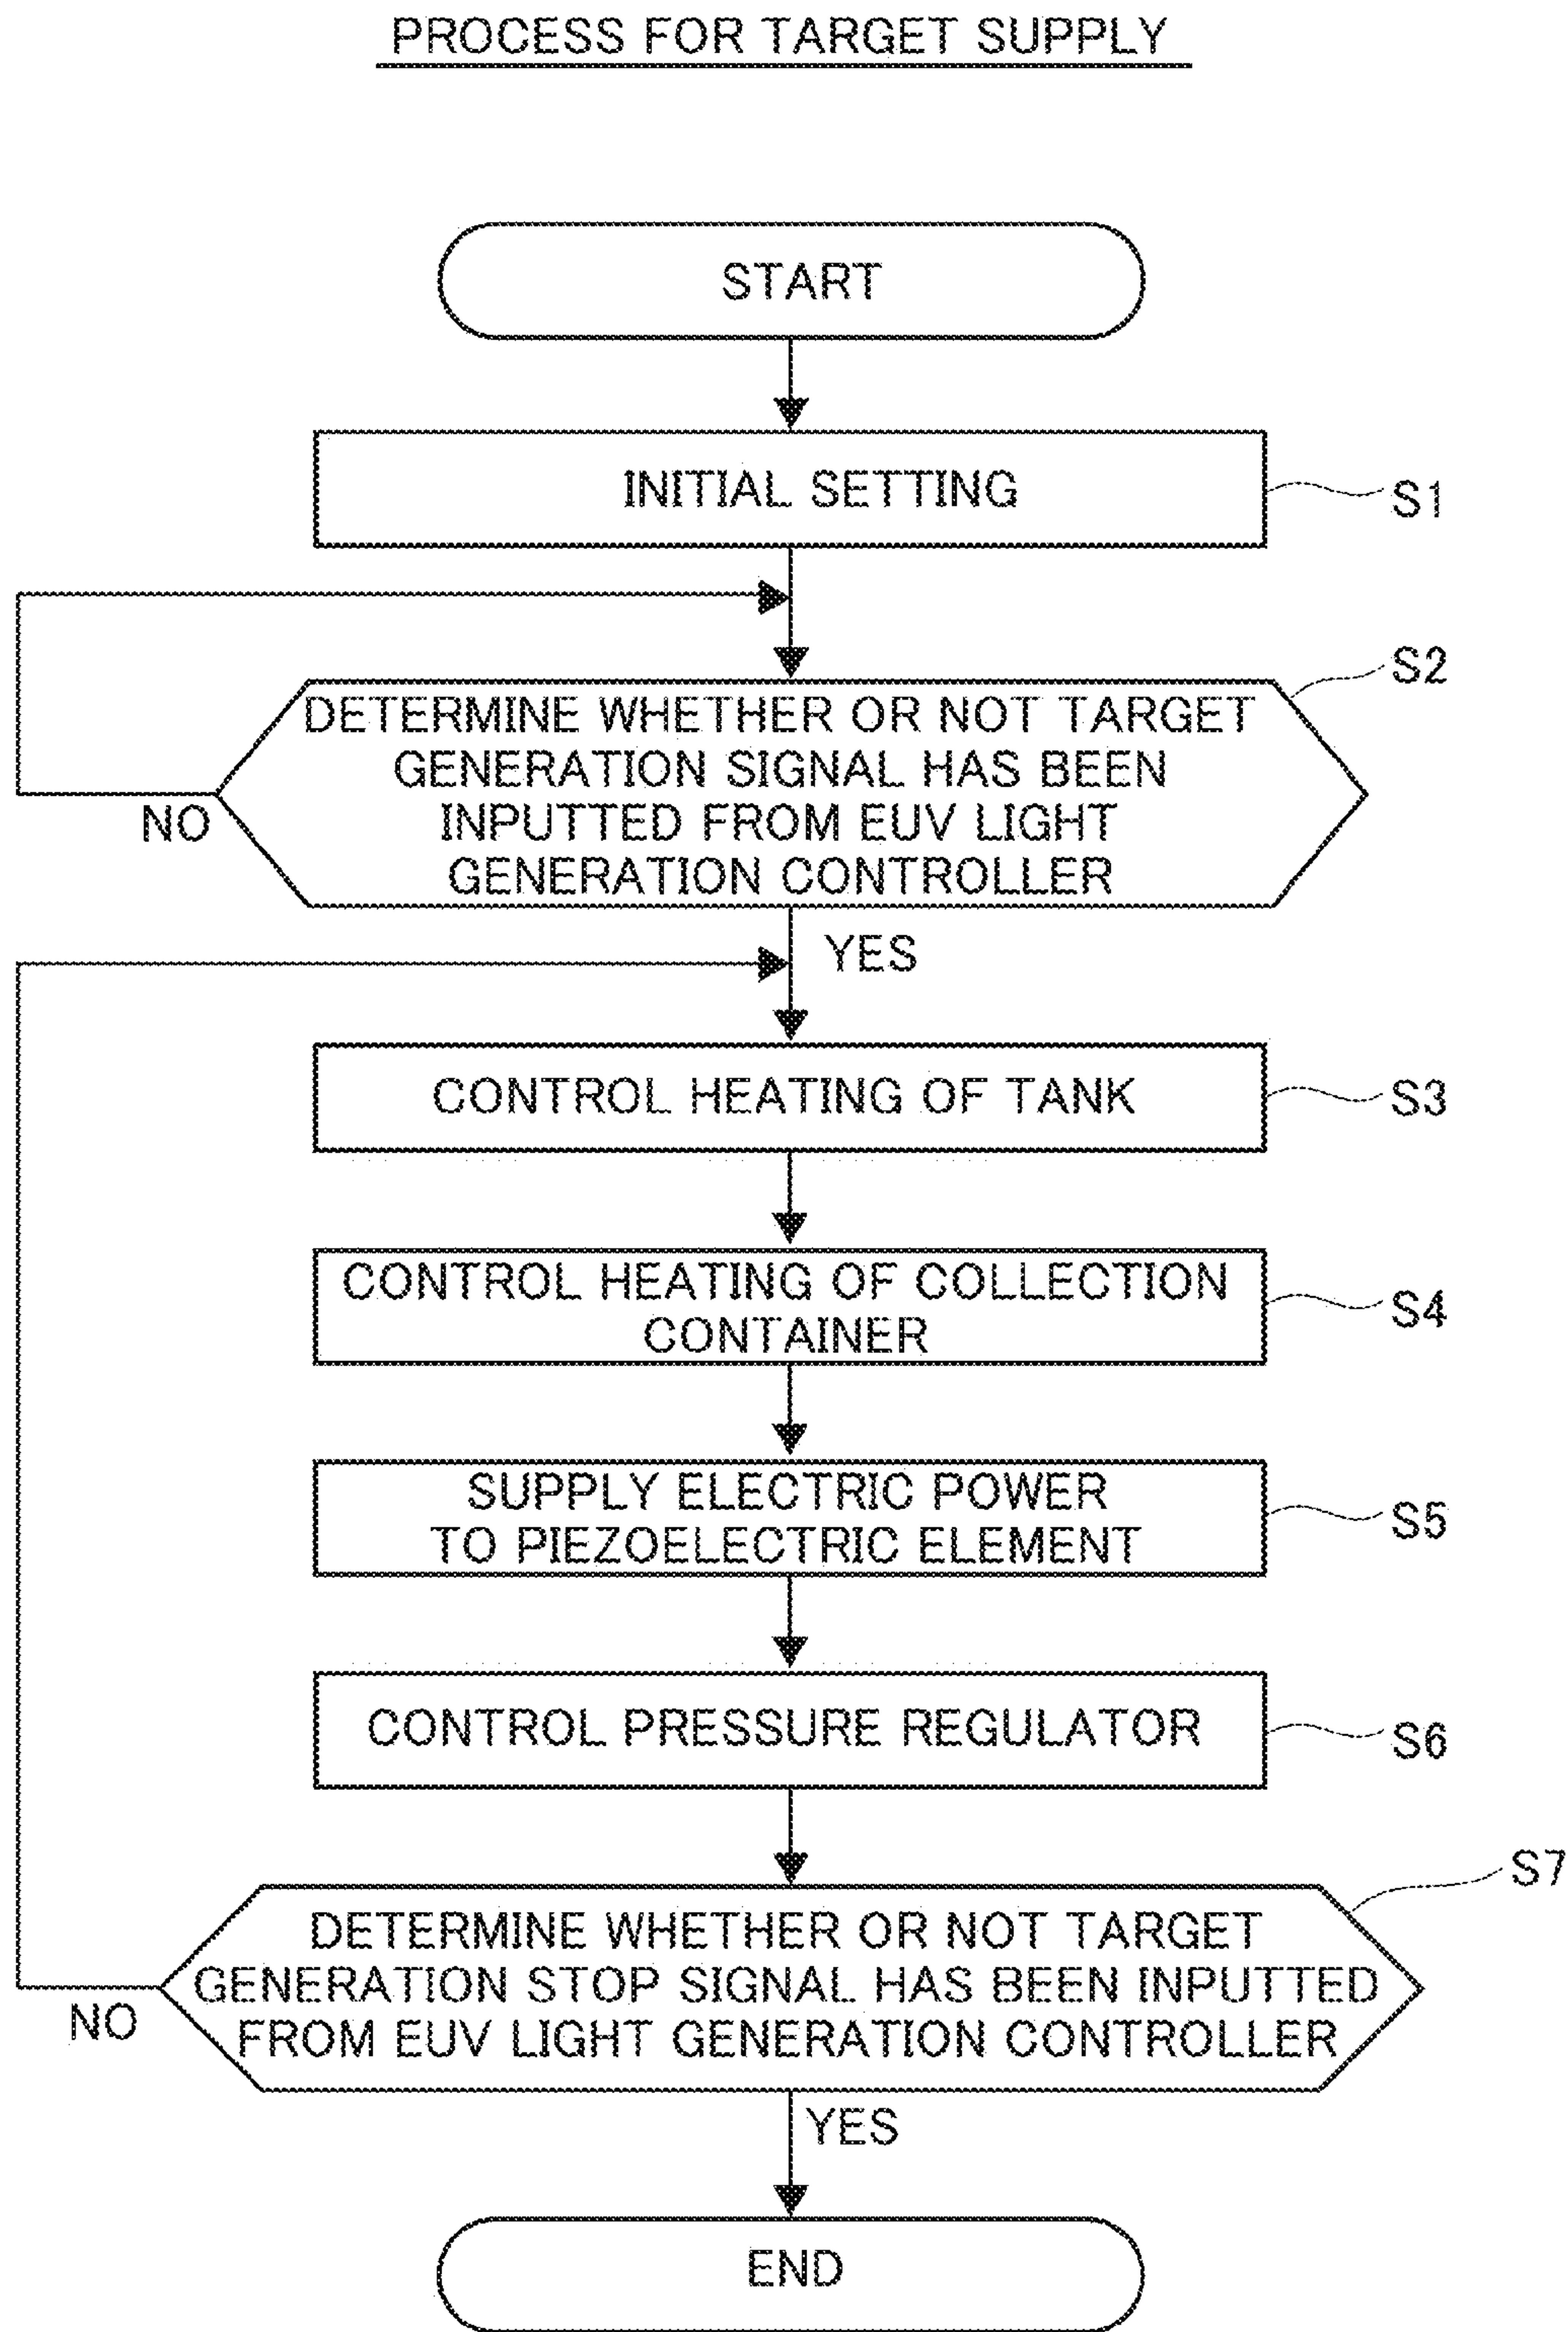 PROCESS FOR TARGET SUPPLY
START
INITIAL SETTING
S1
S2
DETERMINE WHETHER OR NOT TARGET
GENERATION SIGNAL HAS BEEN
INPUTTED FROM EUV LIGHT
GENERATION CONTROLLER
NO
YES
CONTROL HEATING OF TANK
S3
CONTROL HEATING OF COLLECTION
CONTAINER
S4
SUPPLY ELECTRIC POWER
TO PIEZOELECTRIC ELEMENT
S5
CONTROL PRESSURE REGULATOR
S6
S7
DETERMINE WHETHER OR NOT TARGET
GENERATION STOP SIGNAL HAS BEEN INPUTTED
FROM EUV LIGHT GENERATION CONTROLLER
NO
YES
END